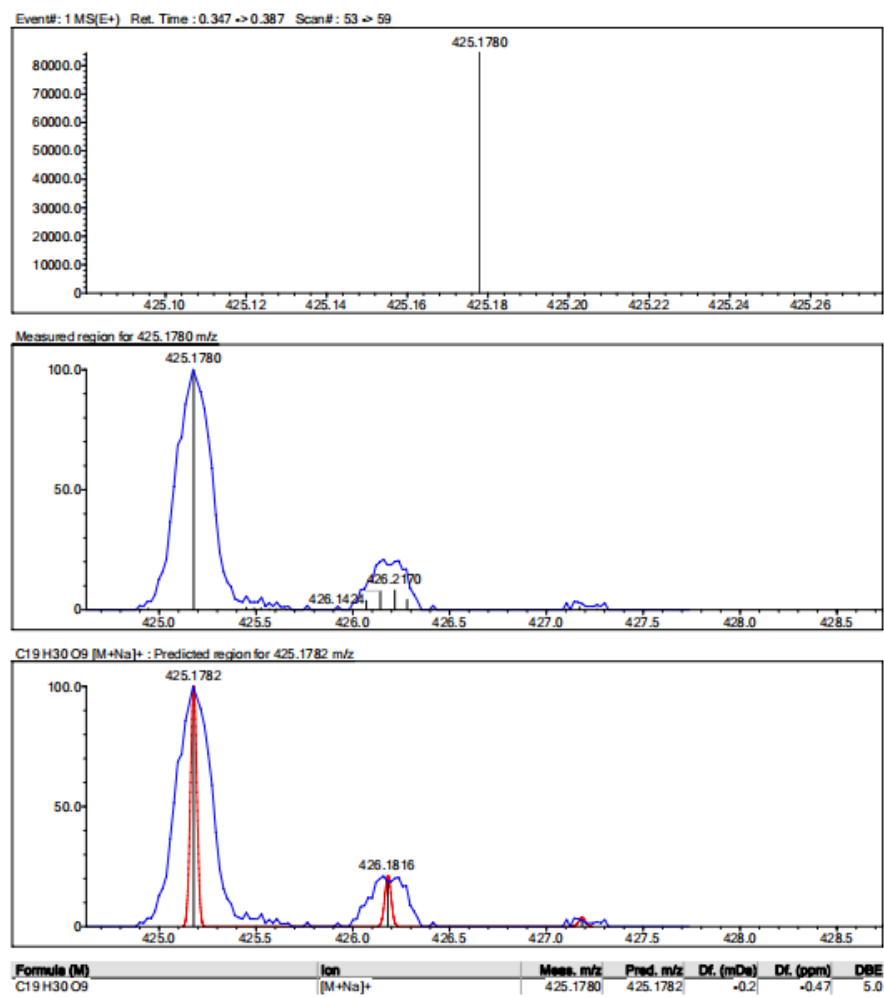 Event#: 1 MS(E+) Ret. Time : 0.347 -> 0.387 Scan# : 53 -> 59
425.1780
80000.0
70000.0
60000.0
50000.0
40000.0
30000.0
20000.0
10000.0
0
425.10 425.12 425.14 425.16 425.18 425.20 425.22 425.24 425.26
Measured region for 425.1780 m/z
425.1780
100.0
50.0
426.2170
426.1424
0
425.0 425.5 426.0 426.5 427.0 427.5 428.0 428.5
C19 H30 O9 [M+Na]+ : Predicted region for 425.1782 m/z
425.1782
100.0
50.0
426.1816
0
425.0 425.5 426.0 426.5 427.0 427.5 428.0 428.5
Formula (M) Ion Meas. m/z Pred. m/z Df. (mDa) Df. (ppm) DBE
C19 H30 O9 [M+Na]+ 425.1780 425.1782 -0.2 -0.47 5.0